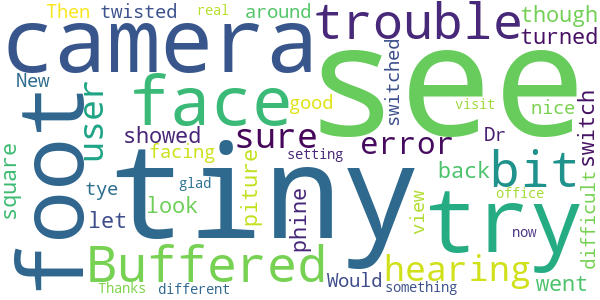 Then twisted real around though
camera trouble turned
New foot user face good switched see visit nice
showed sure error Dr switch
square facing setting back bit
tye glad tiny try office
let look piture phine view difficult
Buffered hearing now went
Thanks different Would something